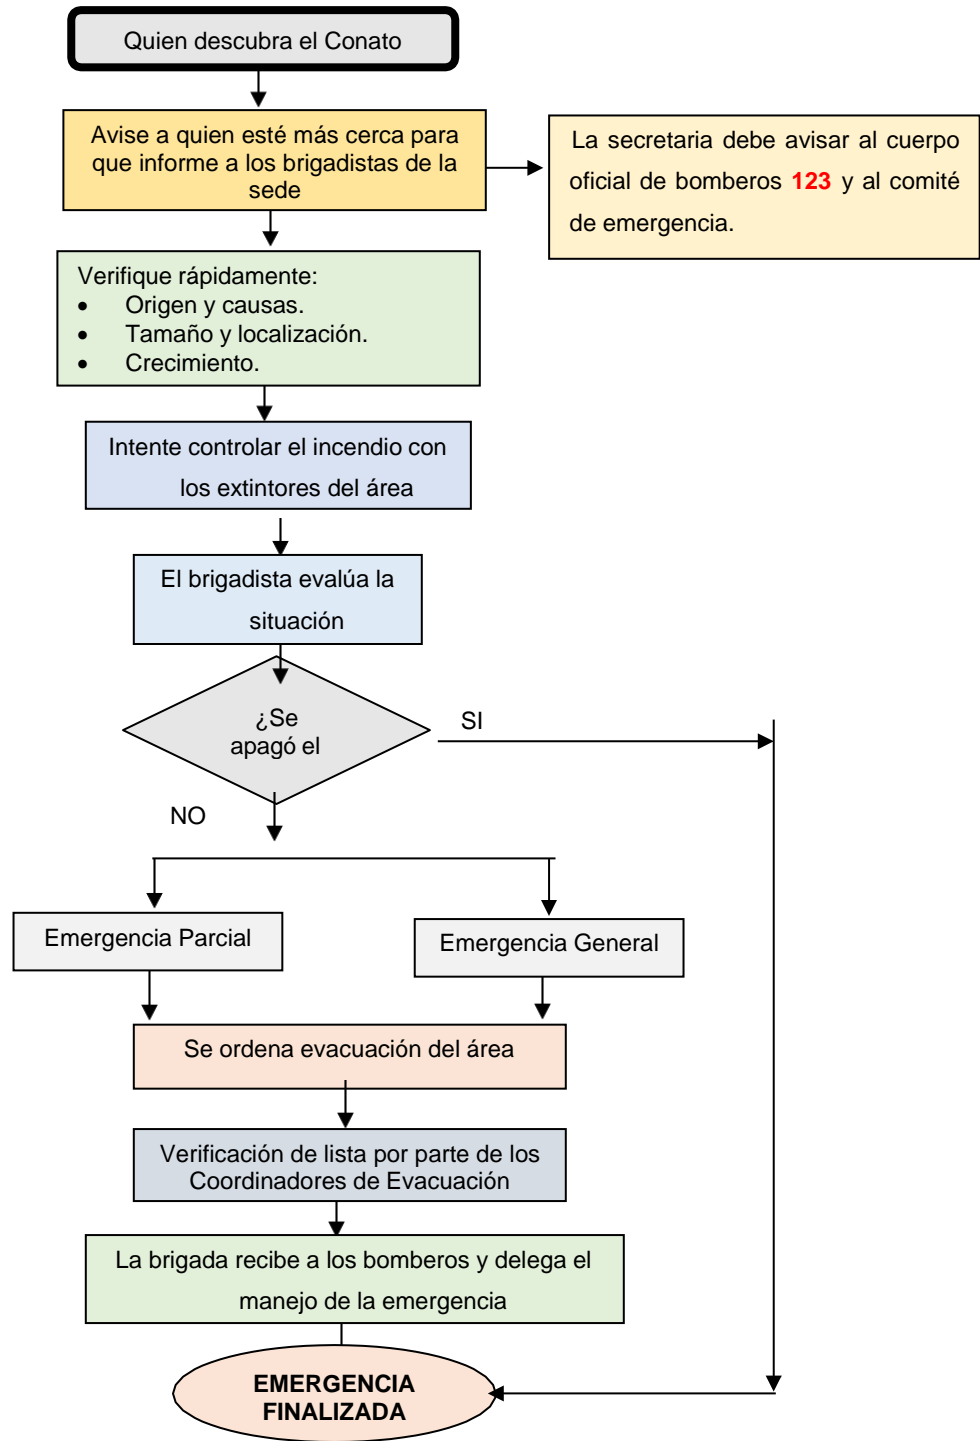 Quien descubra el Conato
Avise a quien esté más cerca para
que informe a los brigadistas de la
sede
La secretaria debe avisar al cuerpo
oficial de bomberos 123 y al comité
de emergencia.
Verifique rápidamente:
• Origen y causas.
• Tamaño y localización.
• Crecimiento.
Intente controlar el incendio con
los extintores del área
El brigadista evalúa la
situación
¿Se
apagó el
SI
NO
Emergencia Parcial
Emergencia General
Se ordena evacuación del área
Verificación de lista por parte de los
Coordinadores de Evacuación
La brigada recibe a los bomberos y delega el
manejo de la emergencia
EMERGENCIA
FINALIZADA